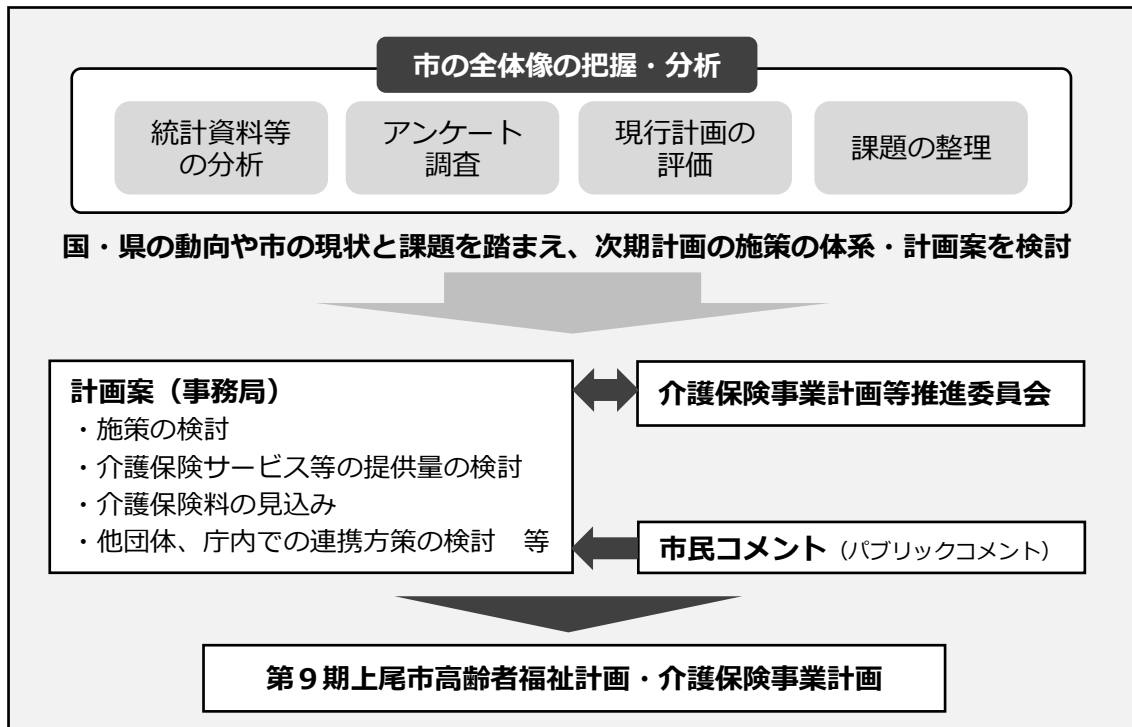 市の全体像の把握・分析
統計資料等
の分析
アンケート
調査
現行計画の
評価
課題の整理
国・県の動向や市の現状と課題を踏まえ、次期計画の施策の体系・計画案を検討
計画案（事務局）
・施策の検討
・介護保険サービス等の提供量の検討
・介護保険料の見込み
・他団体、庁内での連携方策の検討　等
介護保険事業計画等推進委員会
市民コメント（パブリックコメント）
第９期上尾市高齢者福祉計画・介護保険事業計画